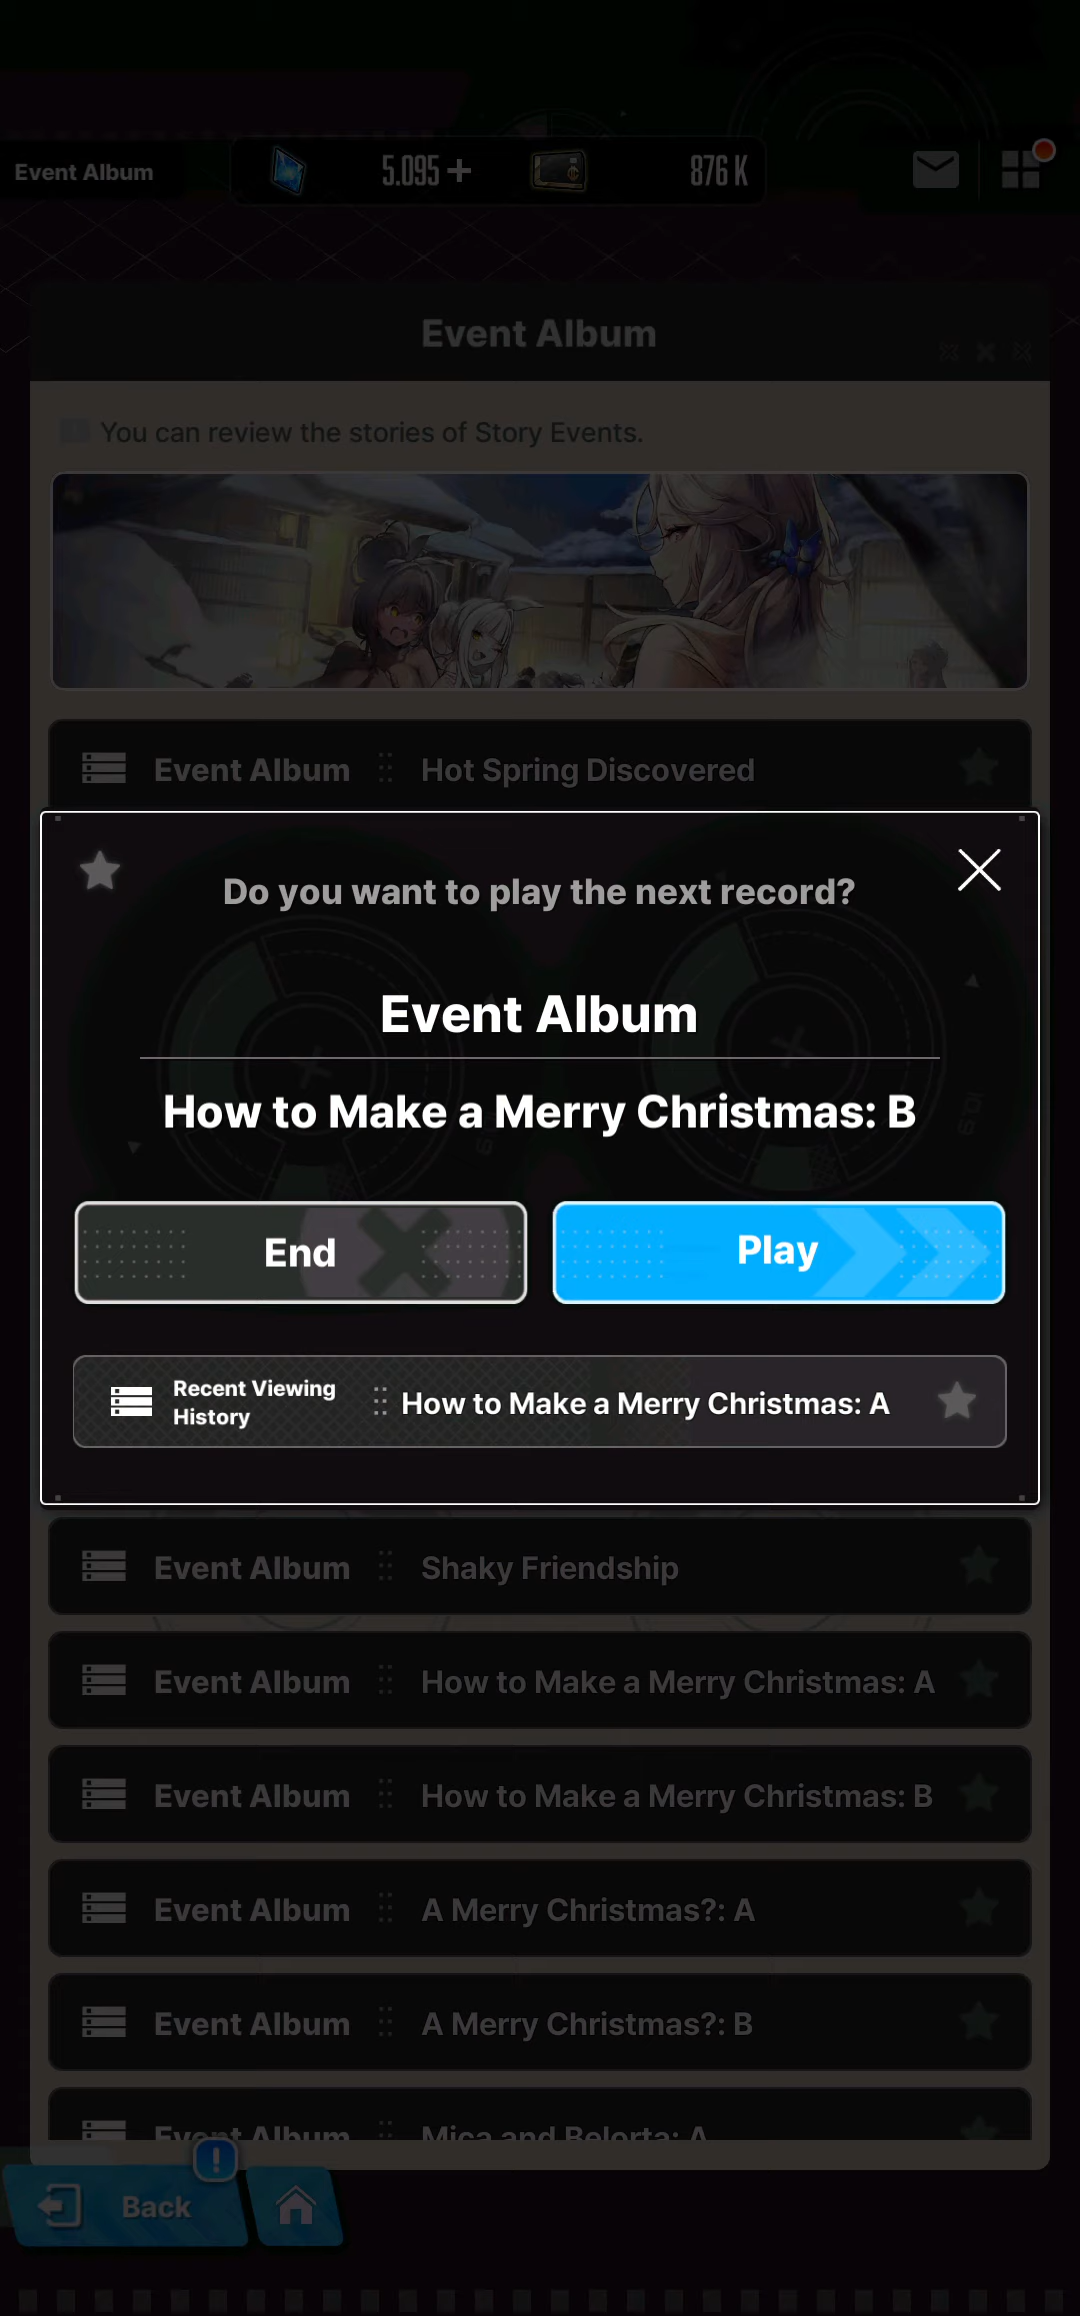 Event Album
5.095
876 K
Event Album
You can review the stories of Story Events.
Event Album
Hot Spring Discovered
Do you want to play the next record?
Event Album
How to Make a Merry Christmas: B
End
Play
Recent Viewing
History
How to Make a Merry Christmas: A
Event Album
Shaky Friendship
Event Album
How to Make a Merry Christmas: A
Event Album
How to Make a Merry Christmas: B
Event Album
A Merry Christmas?: A
Event Album
A Merry Christmas?: B
Event Album
Mica and Belorta: A
Back